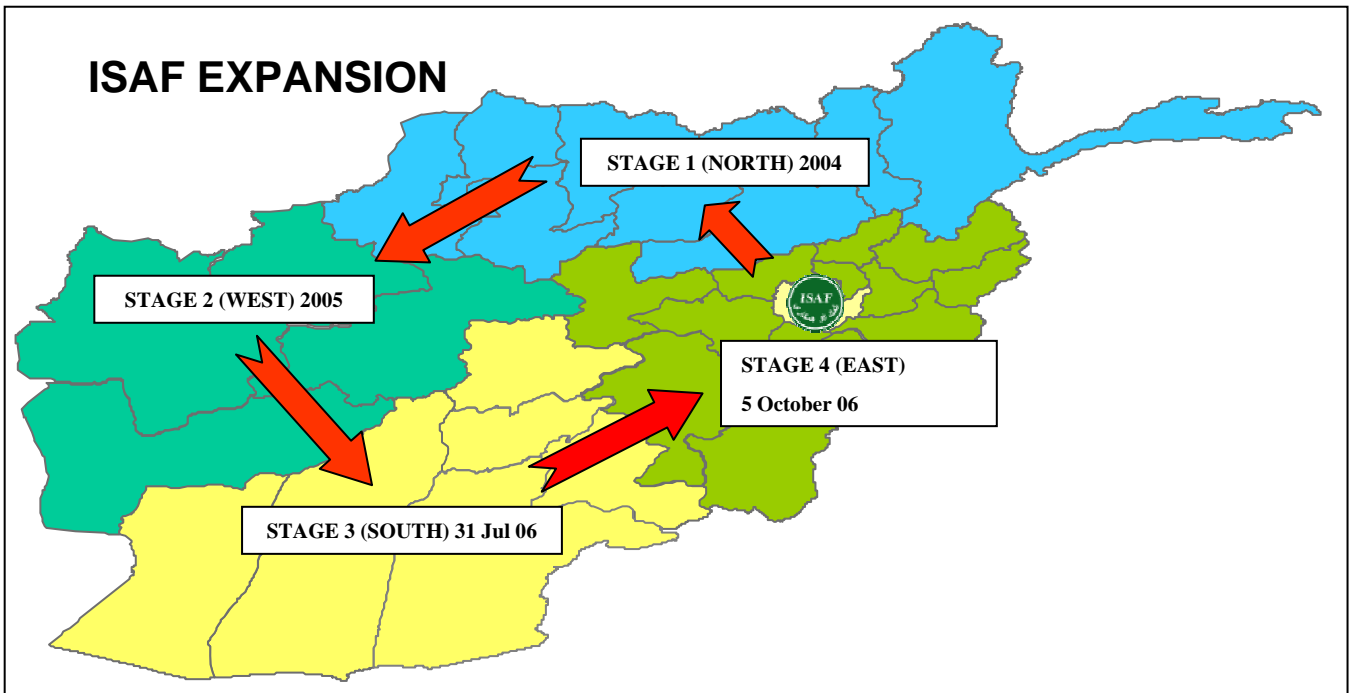 ISAF EXPANSION
STAGE 1 (NORTH) 2004
STAGE 2 (WEST) 2005
ISAF
STAGE 4 (EAST)
5 October 06
STAGE 3 (SOUTH) 31 Jul 06